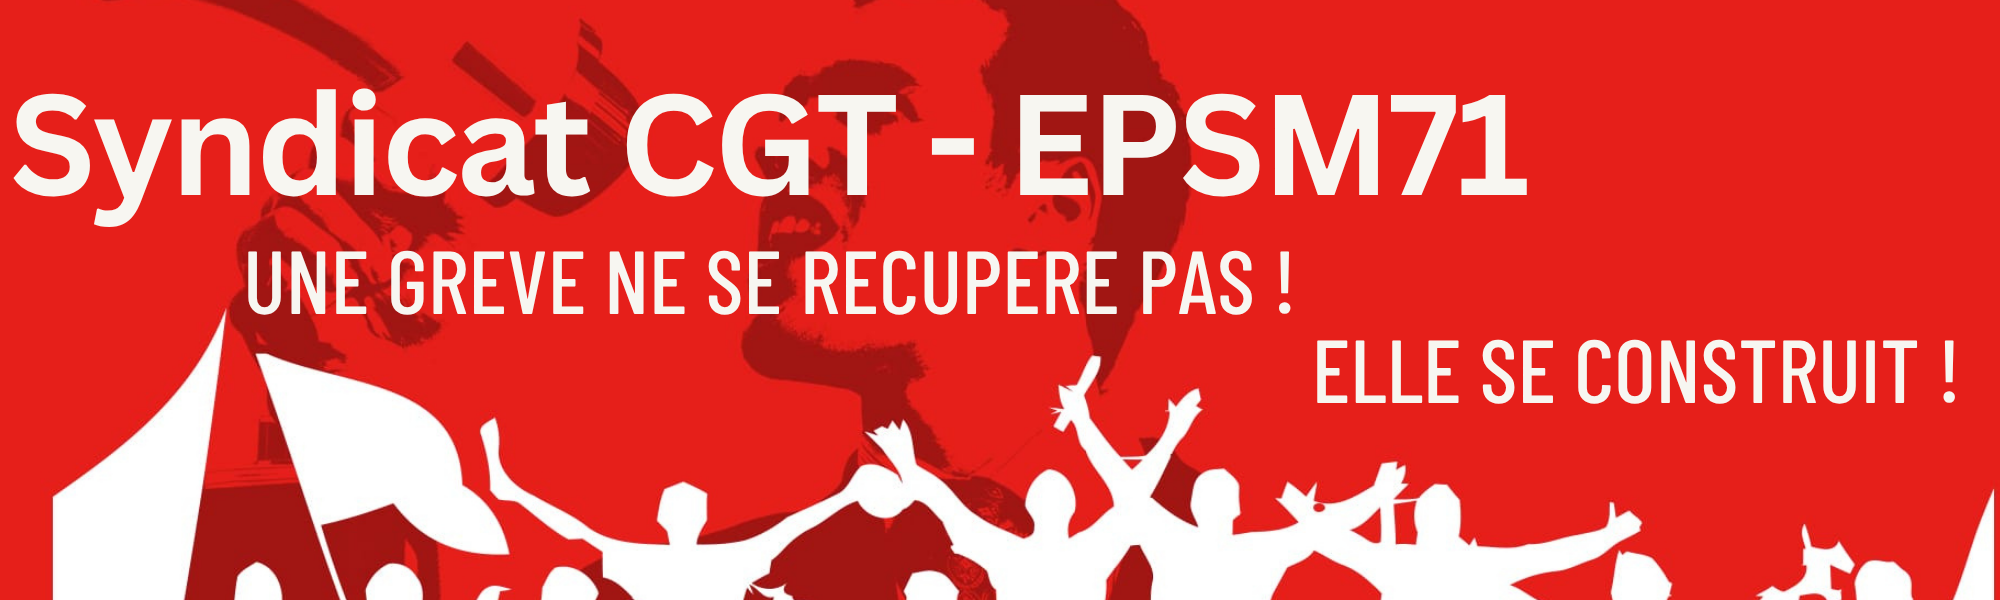 Syndicat CGT - EPSM71
UNE GREVE NE SE RECUPERE PAS !
ELLE SE CONSTRUIT !